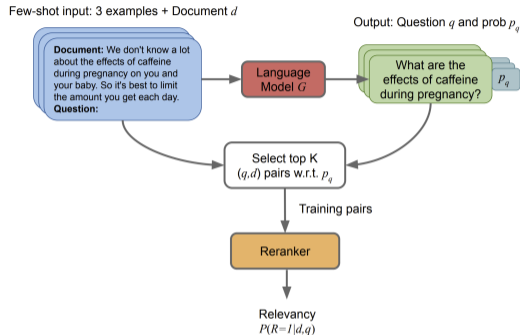 Few-shot input: 3 examples + Document d
Output: Question q and prob p_q
Document: We don't know a lot
about the effects of caffeine
during pregnancy on you and
your baby. So it's best to limit
the amount you get each day.
Question:
Language
Model G
What are the
effects of caffeine
during pregnancy?
p_q
Select top K
(q,d) pairs w.r.t. p_q
Training pairs
Reranker
Relevancy
P(R=1|d,q)